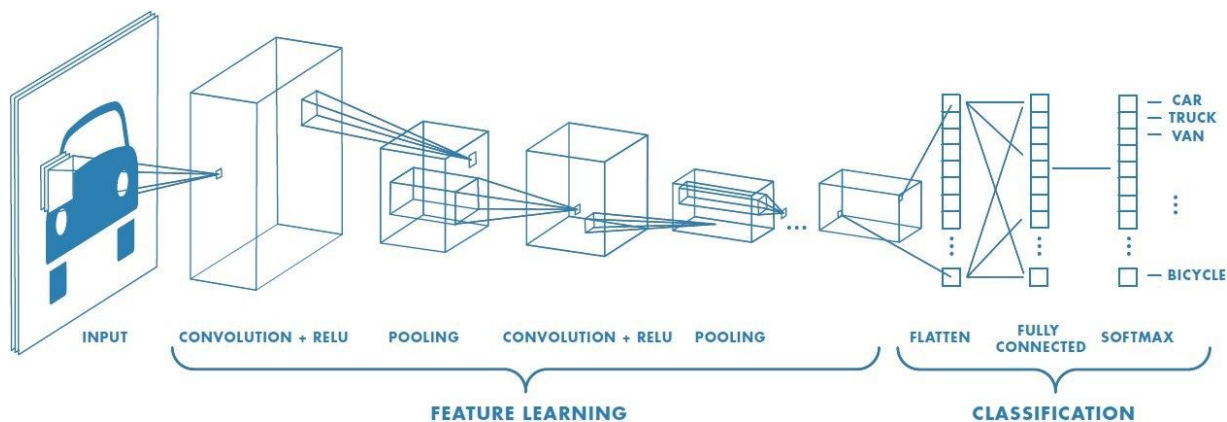 CAR
TRUCK
VAN
BICYCLE
INPUT
CONVOLUTION + RELU
POOLING
CONVOLUTION + RELU
POOLING
FLATTEN
FULLY
CONNECTED
SOFTMAX
FEATURE LEARNING
CLASSIFICATION